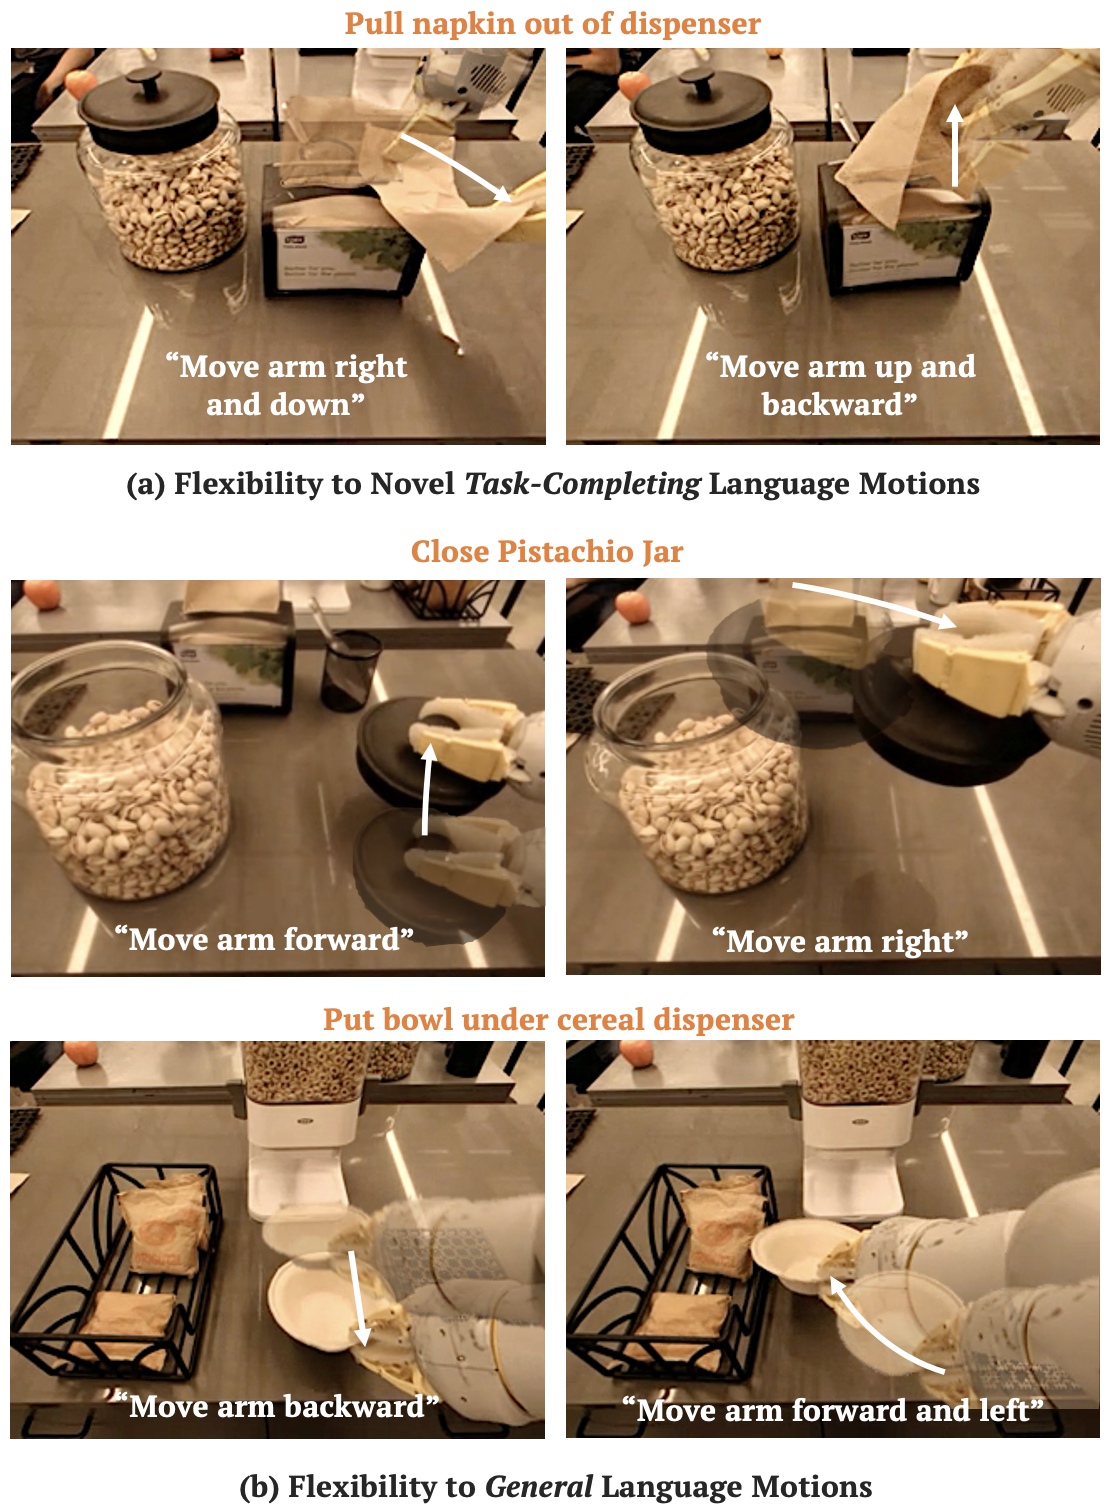 Pull napkin out of dispenser
“Move arm right
and down”
“Move arm up and
backward”
(a) Flexibility to Novel Task-Completing Language Motions
Close Pistachio Jar
“Move arm forward”
“Move arm right”
Put bowl under cereal dispenser
“Move arm backward”
“Move arm forward and left”
(b) Flexibility to General Language Motions